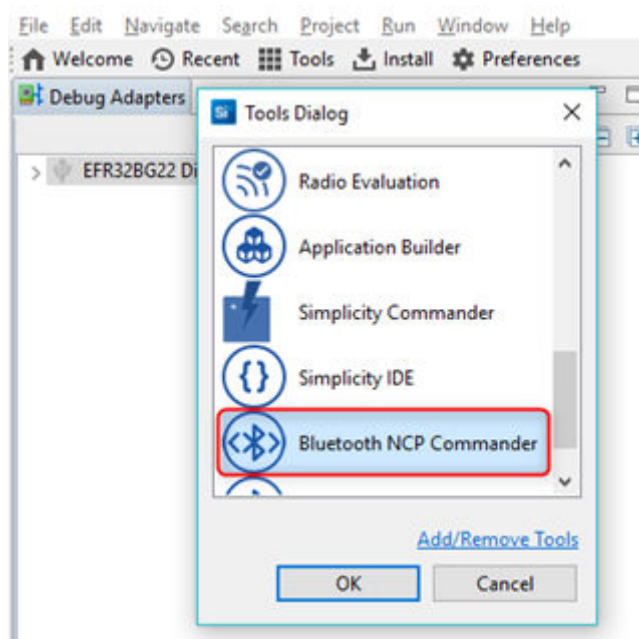 File Edit Navigate Search Project Run Window Help
Welcome Recent Tools Install Preferences
Debug Adapters
Si Tools Dialog
EFR32BG22 Di
Radio Evaluation
Application Builder
Simplicity Commander
Simplicity IDE
Bluetooth NCP Commander
Add/Remove Tools
OK Cancel